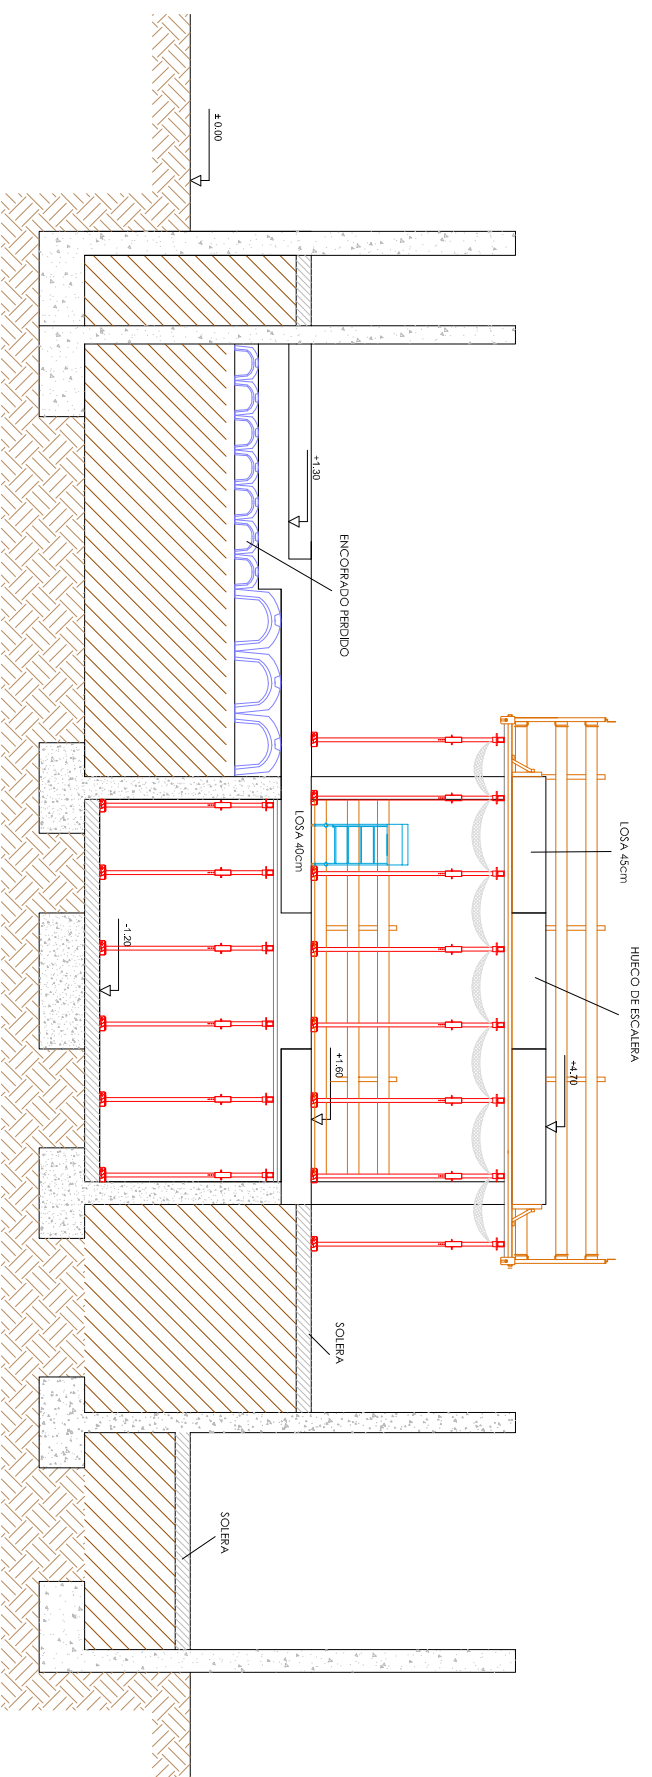 ± 0.00
+1.30
ENCOFRADO PERDIDO
LOSA 45cm
HUECO DE ESCALERA
LOSA 40cm
-1.20
+1.60
+4.70
SOLERA
SOLERA